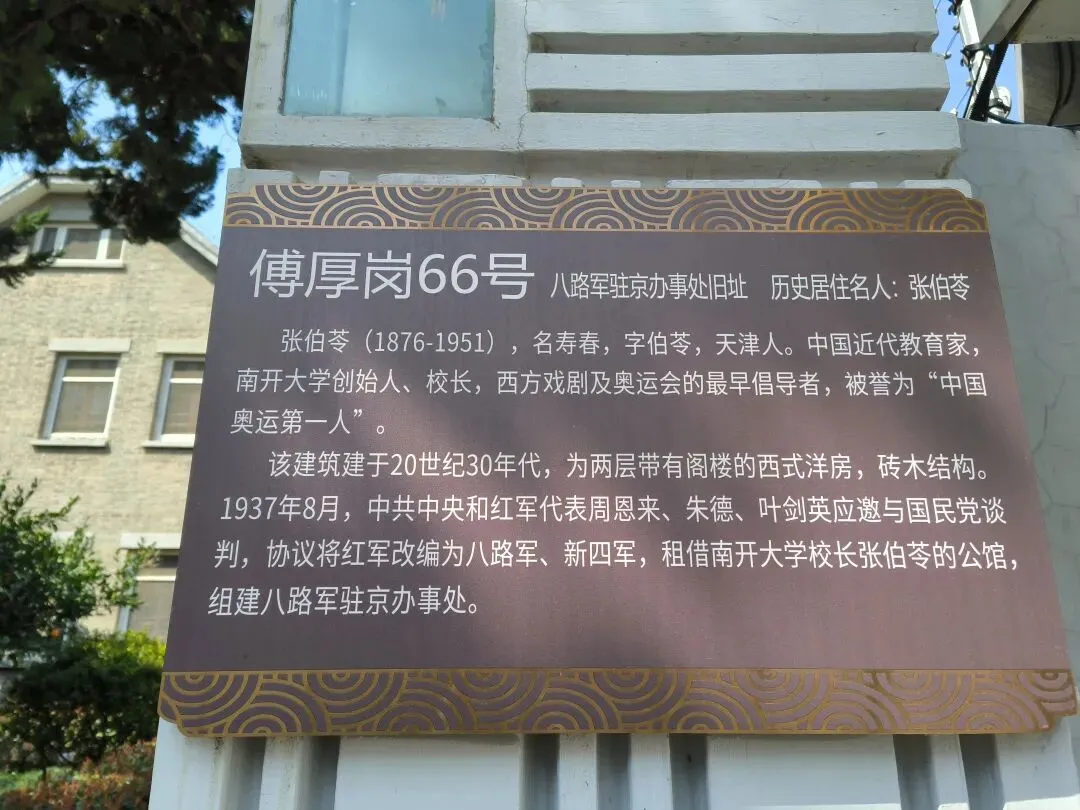 傅厚岗66号 八路军驻京办事处旧址 历史居住名人：张伯苓
张伯苓（1876-1951），名寿春，字伯苓，天津人。中国近代教育家，
南开大学创始人、校长，西方戏剧及奥运会的最早倡导者，被誉为“中国
奥运第一人”。
该建筑建于20世纪30年代，为两层带有阁楼的西式洋房，砖木结构。
1937年8月，中共中央和红军代表周恩来、朱德、叶剑英应邀与国民党谈
判，协议将红军改编为八路军、新四军，租借南开大学校长张伯苓的公馆，
组建八路军驻京办事处。